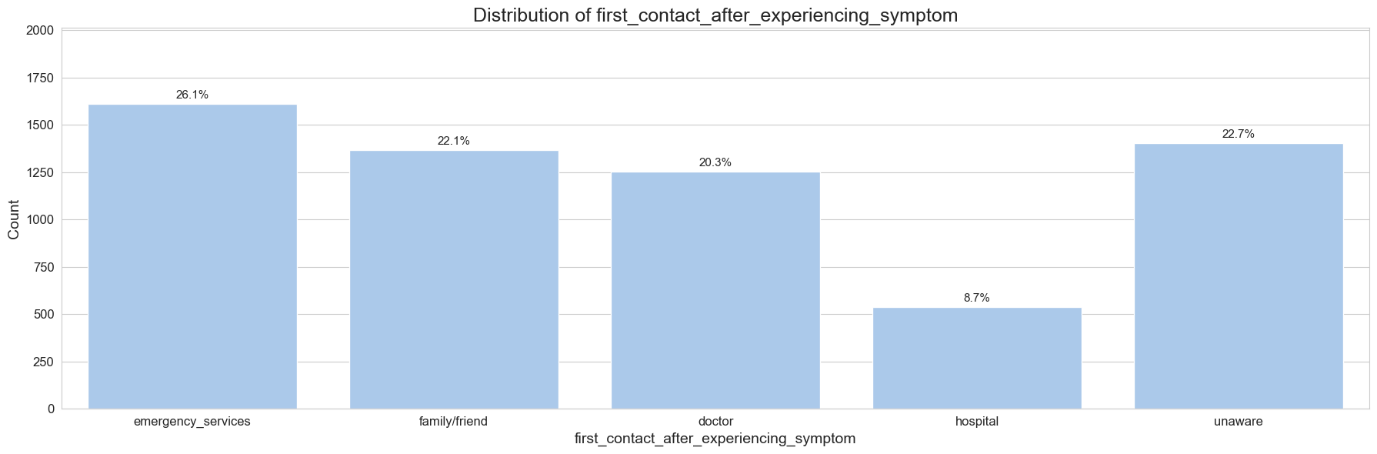 Distribution of first_contact_after_experiencing_symptom
2000
1750
1500
1250
1000
750
500
250
0
Count
26.1%
22.1%
20.3%
8.7%
22.7%
emergency_services
family/friend
doctor
hospital
unaware
first_contact_after_experiencing_symptom